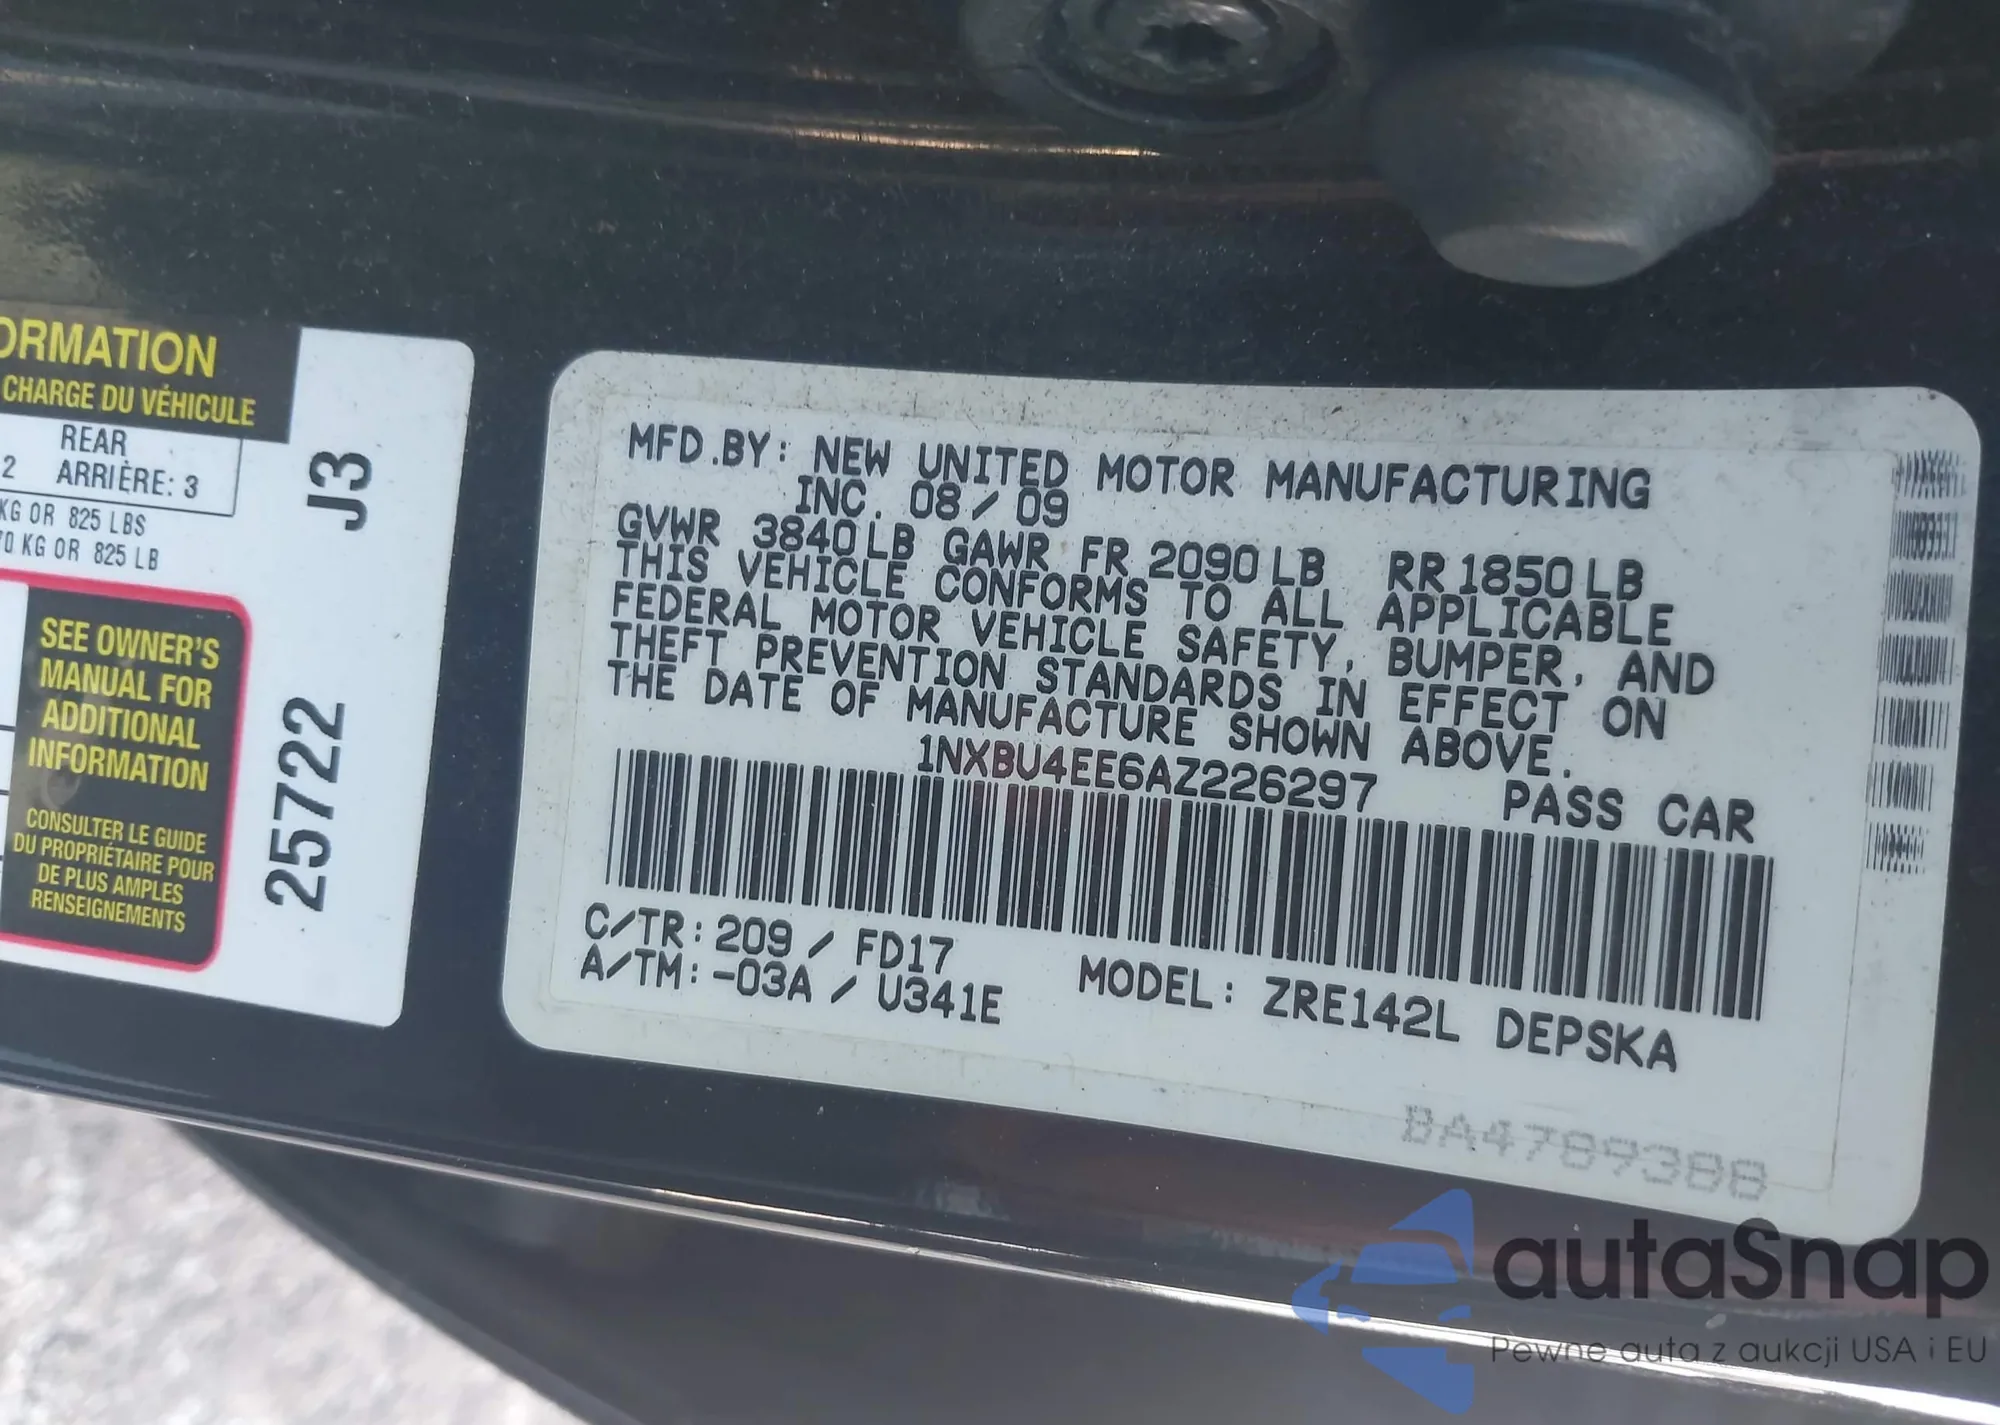 ORMATION
CHARGE DU VÉHICULE
REAR
2 ARRIÈRE: 3
KG OR 825 LBS
70 KG OR 825 LB
SEE OWNER'S
MANUAL FOR
ADDITIONAL
INFORMATION
CONSULTER LE GUIDE
DU PROPRIÉTAIRE POUR
DE PLUS AMPLES
RENSEIGNEMENTS
J3
25722
MFD.BY: NEW UNITED MOTOR MANUFACTURING
INC. 08/09
GVWR 3840LB GAWR FR 2090LB RR1850LB
THIS VEHICLE CONFORMS TO ALL APPLICABLE
FEDERAL MOTOR VEHICLE SAFETY, BUMPER, AND
THEFT PREVENTION STANDARDS IN EFFECT ON
THE DATE OF MANUFACTURE SHOWN ABOVE.
1NXBU4EE6AZ226297 PASS CAR
C/TR: 209 / FD17
A/TM: -03A / U341E MODEL: ZRE142L DEPSKA
BA4789388
autaSnap
Pewne auta z aukcji USA i EU